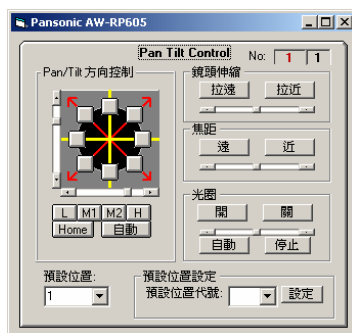 Pansonic AW-RP605
Pan Tilt Control No: 1 1
Pan/Tilt 方向控制
L M1 M2 H
Home 自動
鏡頭伸縮
拉遠 拉近
焦距
遠 近
光圈
開 關
自動 停止
預設位置:
1
預設位置設定
預設位置代號: 設定